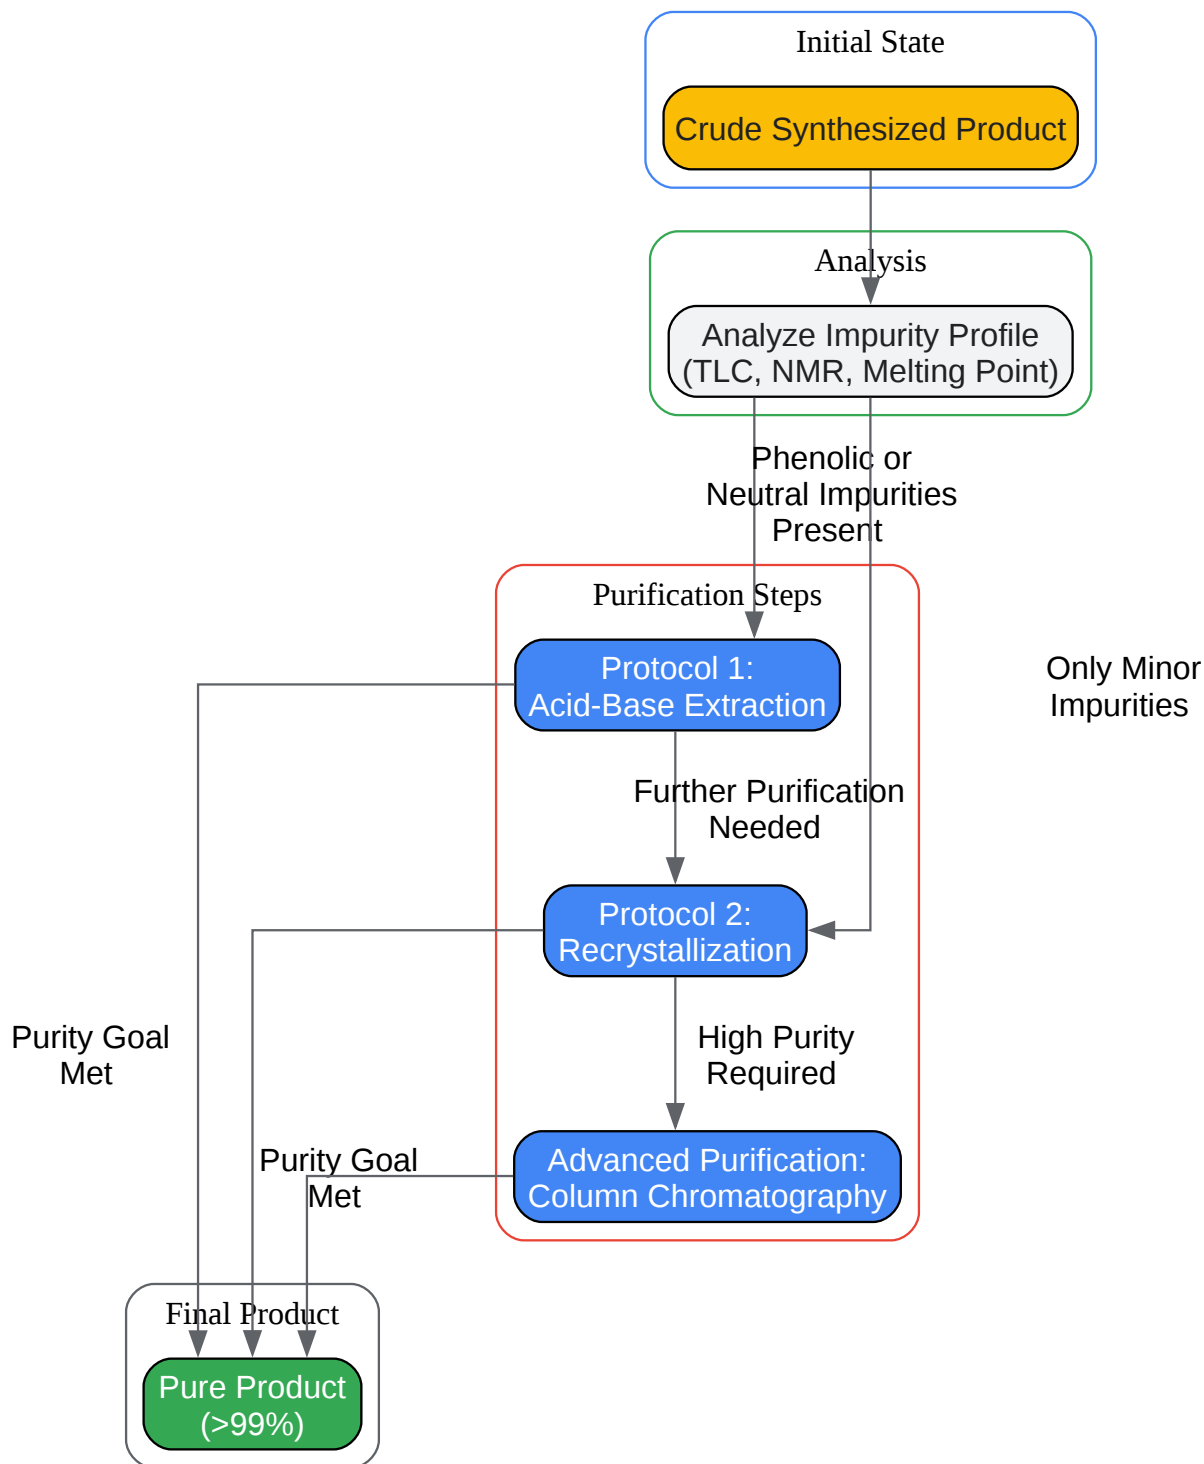 Initial State
Crude Synthesized Product
Analysis
Analyze Impurity Profile
(TLC, NMR, Melting Point)
Phenolic or
Neutral Impurities
Present
Purification Steps
Protocol 1:
Acid-Base Extraction
Only Minor
Impurities
Further Purification
Needed
Protocol 2:
Recrystallization
Purity Goal
Met
High Purity
Required
Purity Goal
Met
Advanced Purification:
Column Chromatography
Final Product
Pure Product
(>99%)